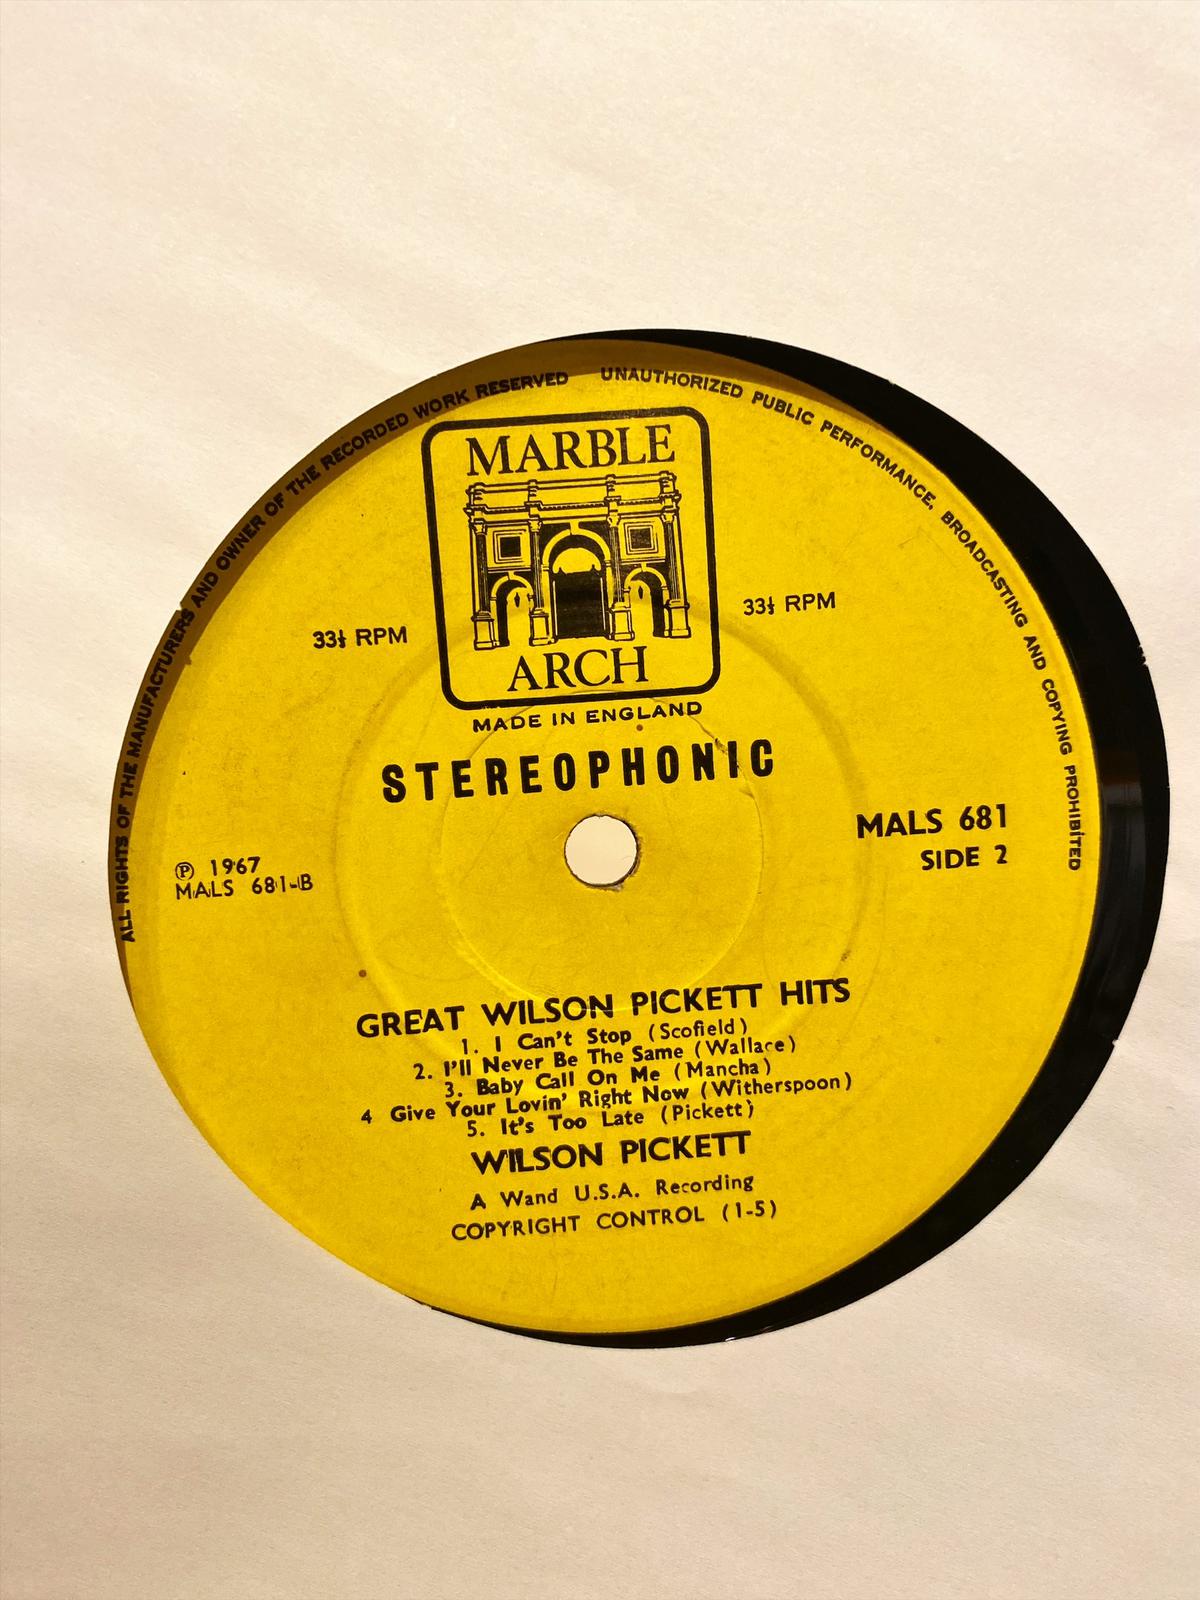 ALL RIGHTS OF THE MANUFACTURERS AND OWNER OF THE RECORDED WORK RESERVED
UNAUTHORIZED PUBLIC PERFORMANCE, BROADCASTING AND COPYING PROHIBITED
MARBLE
ARCH
33⅓ RPM
33⅓ RPM
MADE IN ENGLAND
STEREOPHONIC
MALS 681
SIDE 2
Ⓟ 1967
MALS 681-B
GREAT WILSON PICKETT HITS
1. I Can't Stop (Scofield)
2. I'll Never Be The Same (Wallace)
3. Baby Call On Me (Mancha)
4 Give Your Lovin' Right Now (Witherspoon)
5. It's Too Late (Pickett)
WILSON PICKETT
A Wand U.S.A. Recording
COPYRIGHT CONTROL (1-5)